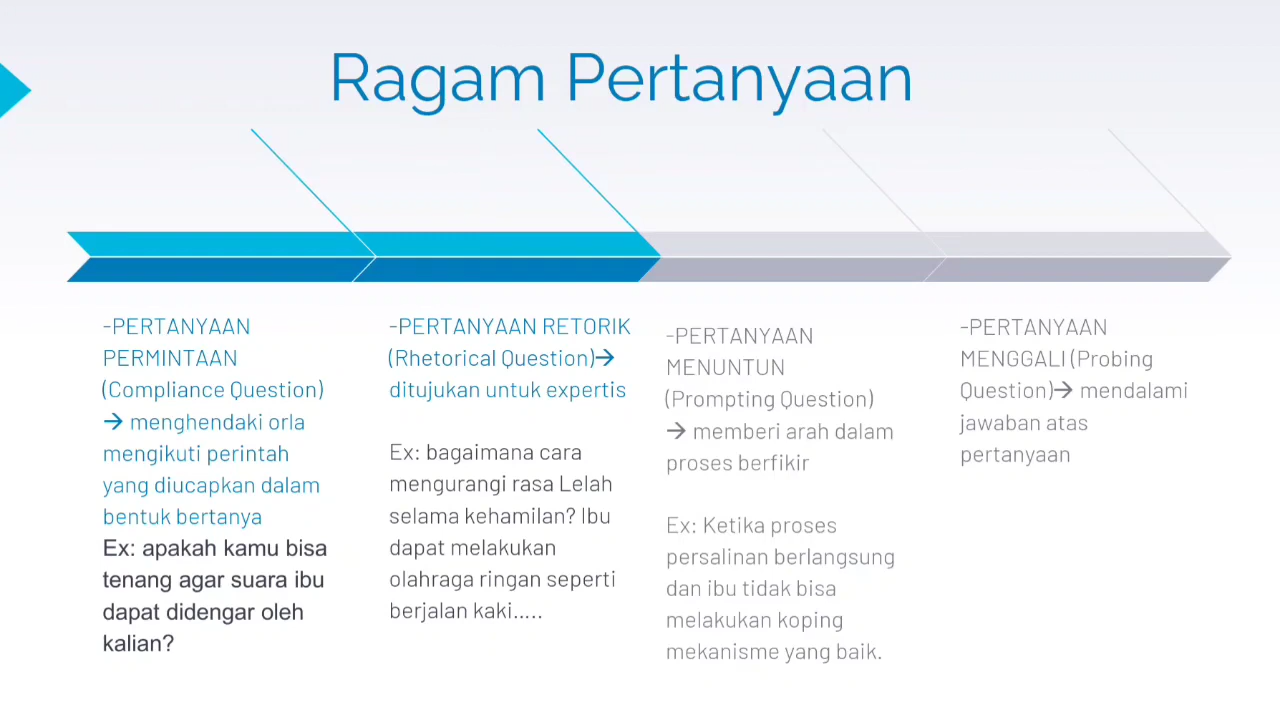 Ragam Pertanyaan
-PERTANYAAN
PERMINTAAN
(Compliance Question)
→ menghendaki orla
mengikuti perintah
yang diucapkan dalam
bentuk bertanya
Ex: apakah kamu bisa
tenang agar suara ibu
dapat didengar oleh
kalian?
-PERTANYAAN RETORIK
(Rhetorical Question)→
ditujukan untuk expertis
Ex: bagaimana cara
mengurangi rasa Lelah
selama kehamilan? Ibu
dapat melakukan
olahraga ringan seperti
berjalan kaki.....
-PERTANYAAN
MENUNTUN
(Prompting Question)
→ memberi arah dalam
proses berfikir
Ex: Ketika proses
persalinan berlangsung
dan ibu tidak bisa
melakukan koping
mekanisme yang baik.
-PERTANYAAN
MENGGALI (Probing
Question)→ mendalami
jawaban atas
pertanyaan